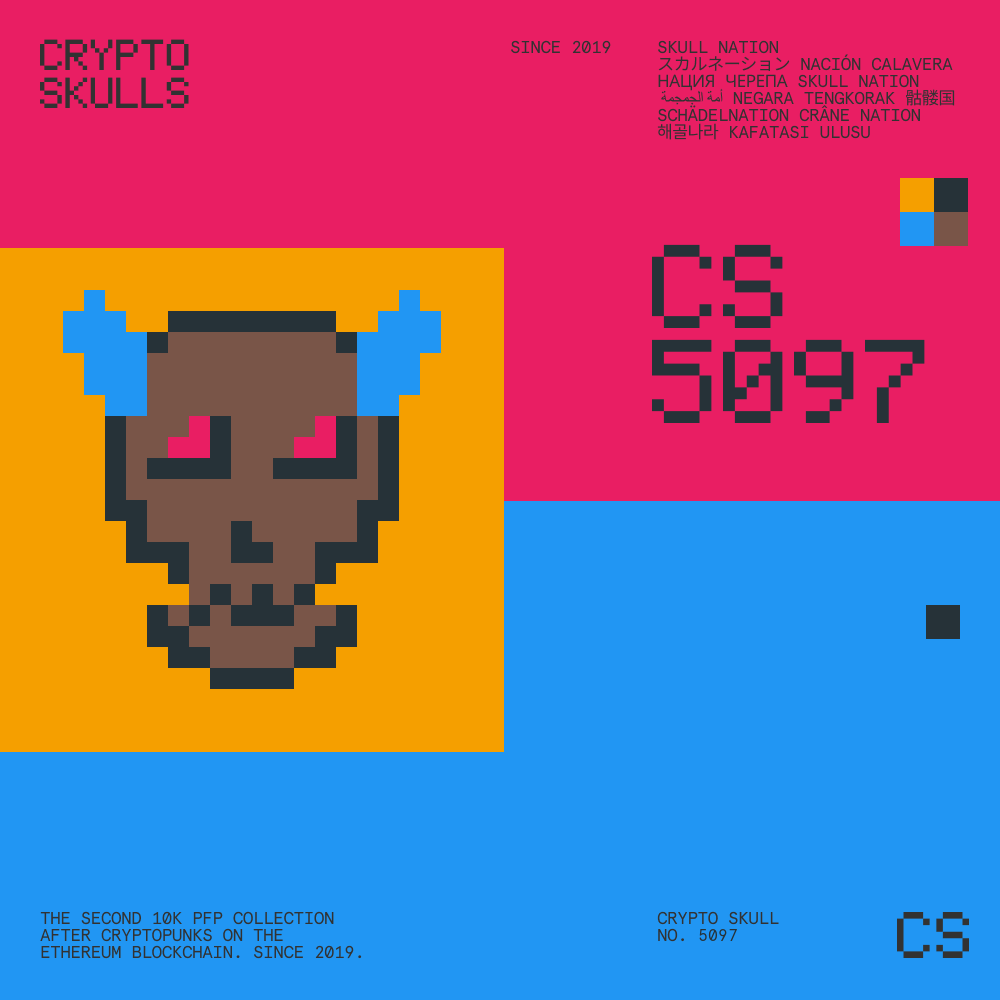 CRYPTO
SKULLS
SINCE 2019
SKULL NATION
スカルネーション NACIÓN CALAVERA
НАЦИЯ ЧЕРЕПА SKULL NATION
أمة الجمجمة NEGARA TENGKORAK 骷髅国
SCHÄDELNATION CRÂNE NATION
해골나라 KAFATASI ULUSU
CS
5097
THE SECOND 10K PFP COLLECTION
AFTER CRYPTOPUNKS ON THE
ETHEREUM BLOCKCHAIN. SINCE 2019.
CRYPTO SKULL
NO. 5097
CS